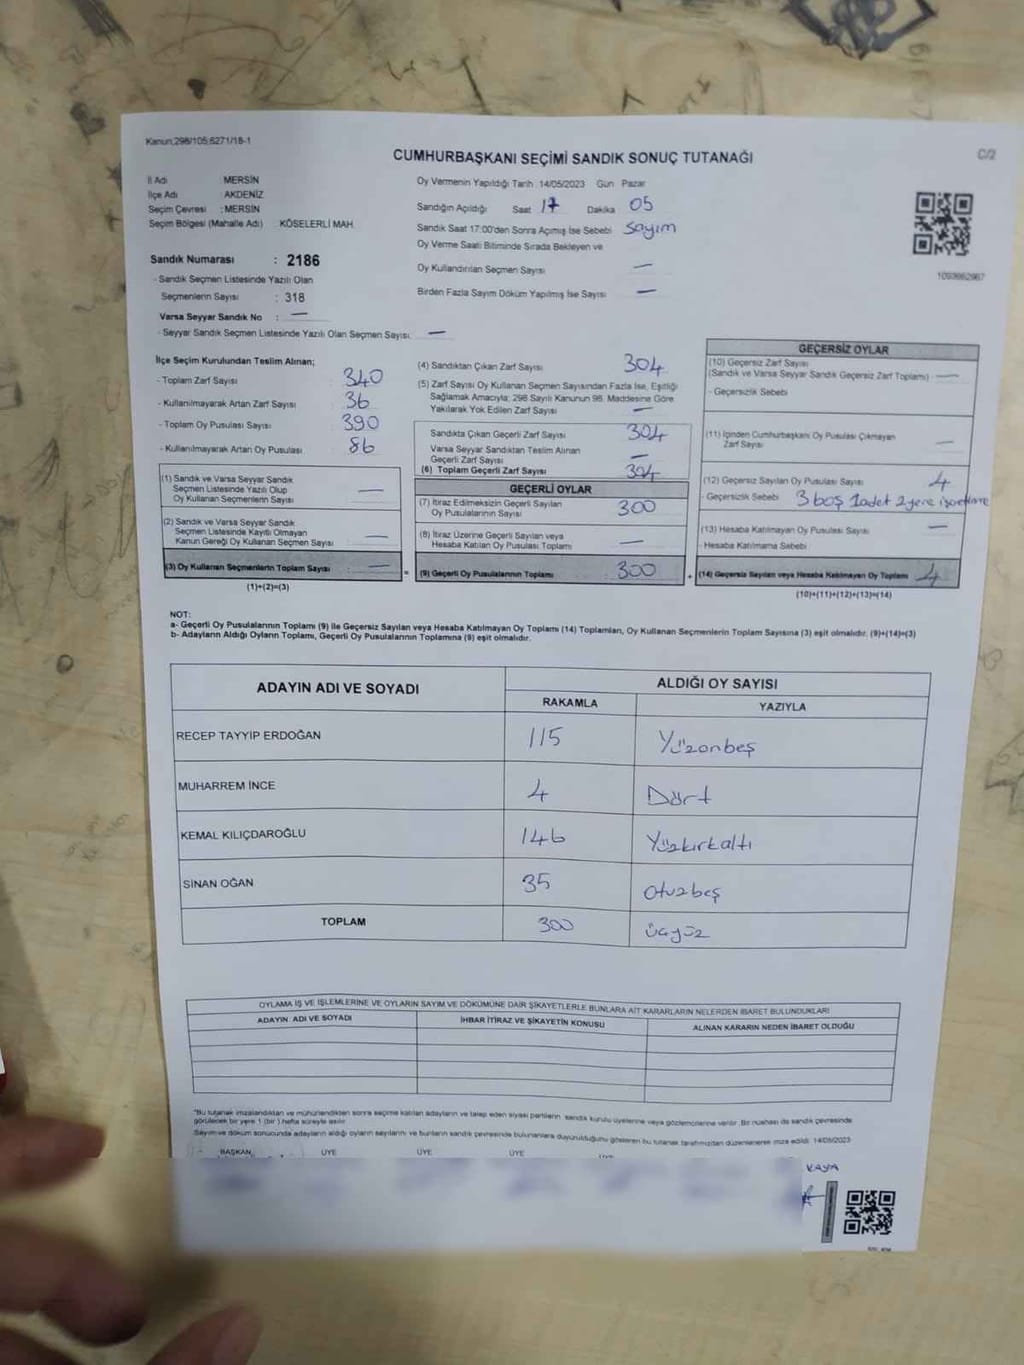 Kanun:298/105;6271/18-1
CUMHURBAŞKANI SEÇİMİ SANDIK SONUÇ TUTANAĞI
C/2
İl Adı : MERSİN
İlçe Adı : AKDENİZ
Seçim Çevresi : MERSİN
Seçim Bölgesi (Mahalle Adı) : KÖSELERLİ MAH.
Sandık Numarası : 2186
- Sandık Seçmen Listesinde Yazılı Olan
Seçmenlerin Sayısı : 318
Varsa Seyyar Sandık No : —
- Seyyar Sandık Seçmen Listesinde Yazılı Olan Seçmen Sayısı: —
Oy Vermenin Yapıldığı Tarih 14/05/2023 Gün Pazar
Sandığın Açıldığı Saat 17 Dakika 05
Sandık Saat 17:00'den Sonra Açılmış İse Sebebi Sayım
Oy Verme Saati Bitiminde Sırada Bekleyen ve
Oy Kullandırılan Seçmen Sayısı —
Birden Fazla Sayım Döküm Yapılmış İse Sayısı —
1093662967
İlçe Seçim Kurulundan Teslim Alınan;
- Toplam Zarf Sayısı 340
- Kullanılmayarak Artan Zarf Sayısı 36
- Toplam Oy Pusulası Sayısı 390
- Kullanılmayarak Artan Oy Pusulası 86
(1) Sandık ve Varsa Seyyar Sandık
Seçmen Listesinde Yazılı Olup
Oy Kullanan Seçmenlerin Sayısı —
(2) Sandık ve Varsa Seyyar Sandık
Seçmen Listesinde Kayıtlı Olmayan
Kanun Gereği Oy Kullanan Seçmen Sayısı —
(3) Oy Kullanan Seçmenlerin Toplam Sayısı —
(1)+(2)=(3)
(4) Sandıktan Çıkan Zarf Sayısı 304
(5) Zarf Sayısı Oy Kullanan Seçmen Sayısından Fazla İse, Eşitliği
Sağlamak Amacıyla; 298 Sayılı Kanunun 98. Maddesine Göre
Yakılarak Yok Edilen Zarf Sayısı —
Sandıkta Çıkan Geçerli Zarf Sayısı 304
Varsa Seyyar Sandıktan Teslim Alınan
Geçerli Zarf Sayısı —
(6) Toplam Geçerli Zarf Sayısı 304
GEÇERLİ OYLAR
(7) İtiraz Edilmeksizin Geçerli Sayılan
Oy Pusulalarının Sayısı 300
(8) İtiraz Üzerine Geçerli Sayılan veya
Hesaba Katılan Oy Pusulası Toplamı —
= (9) Geçerli Oy Pusulalarının Toplamı 300
GEÇERSİZ OYLAR
(10) Geçersiz Zarf Sayısı
(Sandık ve Varsa Seyyar Sandık Geçersiz Zarf Toplamı) —
- Geçersizlik Sebebi
(11) İçinden Cumhurbaşkanı Oy Pusulası Çıkmayan
Zarf Sayısı —
(12) Geçersiz Sayılan Oy Pusulası Sayısı 4
- Geçersizlik Sebebi 3 boş 1 adet 2 yere işaretleme
(13) Hesaba Katılmayan Oy Pusulası Sayısı —
- Hesaba Katılmama Sebebi
+ (14) Geçersiz Sayılan veya Hesaba Katılmayan Oy Toplamı 4
(10)+(11)+(12)+(13)=(14)
NOT:
a- Geçerli Oy Pusulalarının Toplamı (9) ile Geçersiz Sayılan veya Hesaba Katılmayan Oy Toplamı (14) Toplamları, Oy Kullanan Seçmenlerin Toplam Sayısına (3) eşit olmalıdır. (9)+(14)=(3)
b- Adayların Aldığı Oyların Toplamı, Geçerli Oy Pusulalarının Toplamına (9) eşit olmalıdır.
ADAYIN ADI VE SOYADI ALDIĞI OY SAYISI
RAKAMLA YAZIYLA
RECEP TAYYİP ERDOĞAN 115 Yüzonbeş
MUHARREM İNCE 4 Dört
KEMAL KILIÇDAROĞLU 146 Yüzkırkaltı
SİNAN OĞAN 35 Otuzbeş
TOPLAM 300 üçyüz
OYLAMA İŞ VE İŞLEMLERİNE VE OYLARIN SAYIM VE DÖKÜMÜNE DAİR ŞİKAYETLERLE BUNLARA AİT KARARLARIN NELERDEN İBARET BULUNDUKLARI
ADAYIN ADI VE SOYADI İHBAR İTİRAZ VE ŞİKAYETİN KONUSU ALINAN KARARIN NEDEN İBARET OLDUĞU
"Bu tutanak imzalandıktan ve mühürlendikten sonra seçime katılan adayların ve talep eden siyasi partilerin sandık kurulu üyelerine veya gözlemcilerine verilir. Bir nüshası da sandık çevresinde
görülecek bir yere 1 (bir) hafta süreyle asılır.
Sayım ve döküm sonucunda adayların aldığı oyların sayılarını ve bunların sandık çevresinde bulunanlara duyurulduğunu gösteren bu tutanak tarafımızdan düzenlenerek imza edildi. 14/05/2023
BAŞKAN ÜYE ÜYE ÜYE
KAYA